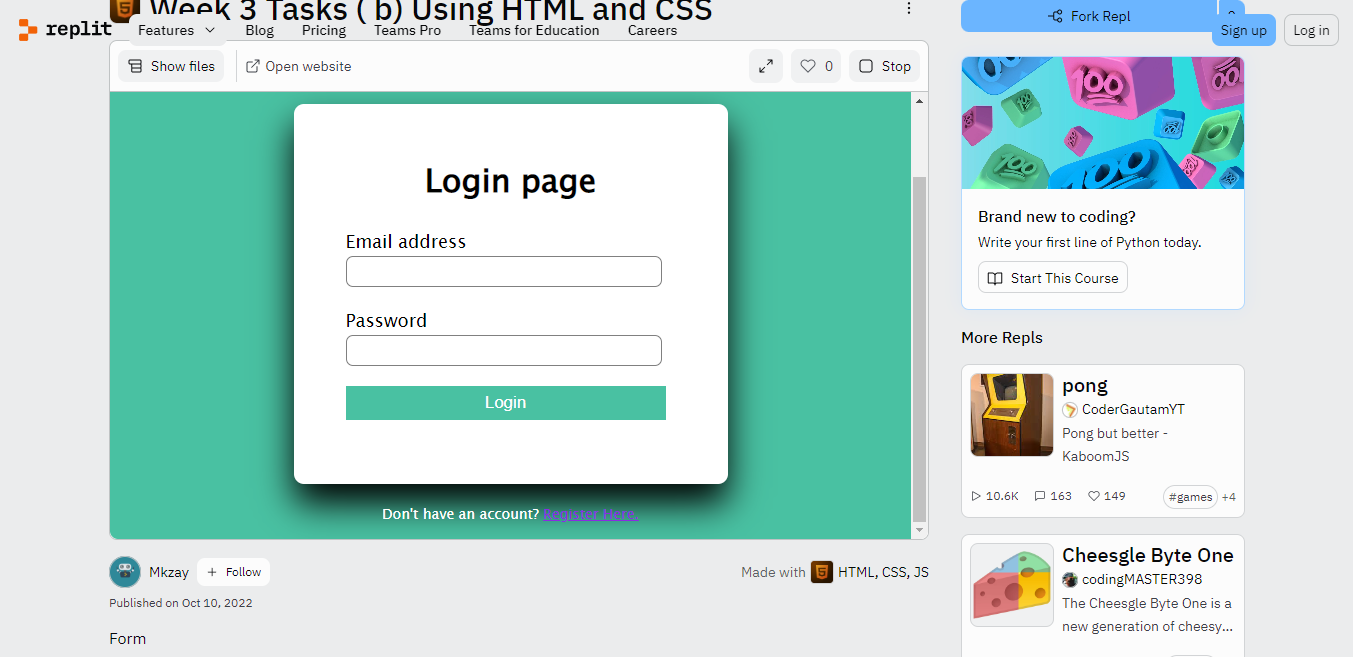 Week 3 Tasks ( b) Using HTML and CSS
replit
Features
Blog
Pricing
Teams Pro
Teams for Education
Careers
Fork Repl
Sign up
Log in
Show files
Open website
0
Stop
Login page
Email address
Password
Login
Don't have an account? Register Here.
Mkzay
+ Follow
Made with HTML, CSS, JS
Published on Oct 10, 2022
Form
100
100
100
100
Brand new to coding?
Write your first line of Python today.
Start This Course
More Repls
pong
CoderGautamYT
Pong but better -
KaboomJS
10.6K
163
149
#games
+4
Cheesgle Byte One
codingMASTER398
The Cheesgle Byte One is a
new generation of cheesy...